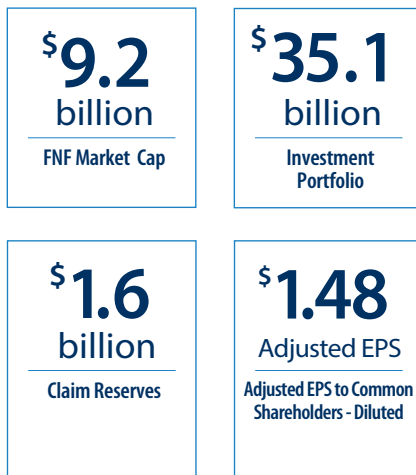 $9.2
billion
FNF Market Cap
$35.1
billion
Investment
Portfolio
$1.6
billion
Claim Reserves
$1.48
Adjusted EPS
Adjusted EPS to Common
Shareholders - Diluted